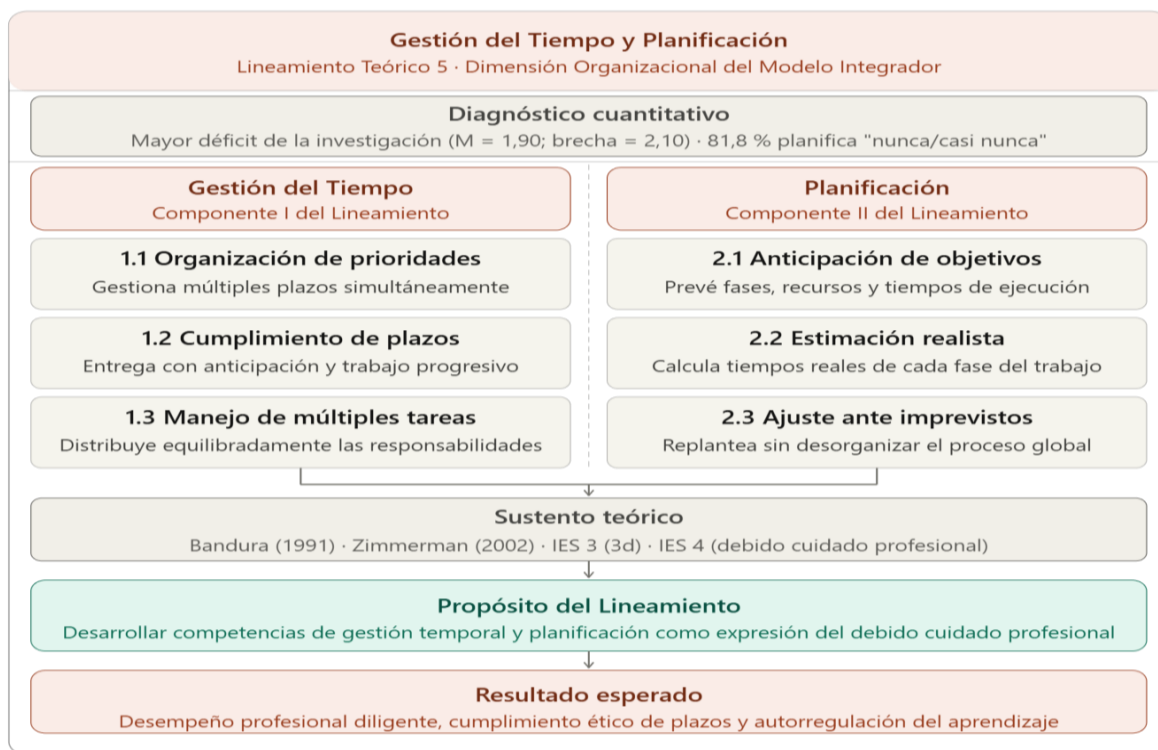 Gestión del Tiempo y Planificación
Lineamiento Teórico 5 · Dimensión Organizacional del Modelo Integrador
Diagnóstico cuantitativo
Mayor déficit de la investigación (M = 1,90; brecha = 2,10) · 81,8 % planifica "nunca/casi nunca"
Gestión del Tiempo
Componente I del Lineamiento
1.1 Organización de prioridades
Gestiona múltiples plazos simultáneamente
1.2 Cumplimiento de plazos
Entrega con anticipación y trabajo progresivo
1.3 Manejo de múltiples tareas
Distribuye equilibradamente las responsabilidades
Planificación
Componente II del Lineamiento
2.1 Anticipación de objetivos
Prevé fases, recursos y tiempos de ejecución
2.2 Estimación realista
Calcula tiempos reales de cada fase del trabajo
2.3 Ajuste ante imprevistos
Replantea sin desorganizar el proceso global
Sustento teórico
Bandura (1991) · Zimmerman (2002) · IES 3 (3d) · IES 4 (debido cuidado profesional)
Propósito del Lineamiento
Desarrollar competencias de gestión temporal y planificación como expresión del debido cuidado profesional
Resultado esperado
Desempeño profesional diligente, cumplimiento ético de plazos y autorregulación del aprendizaje